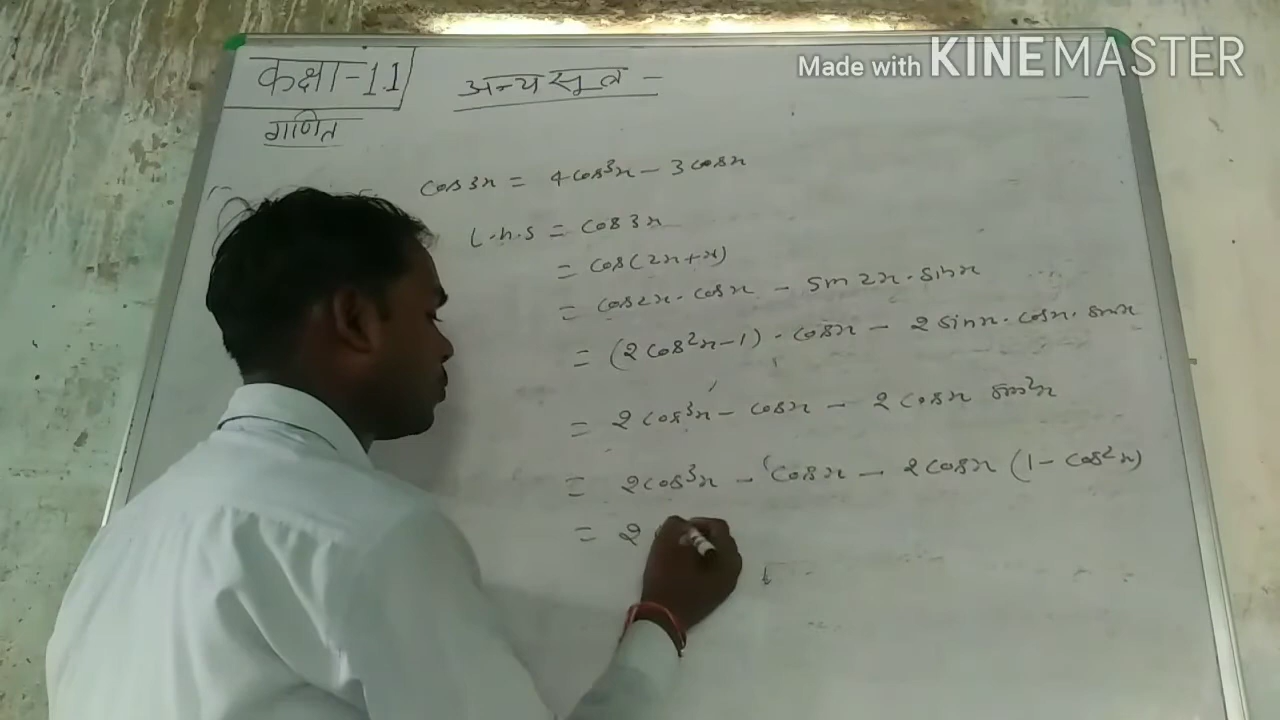 Made with KINEMASTER
कक्षा-11
अन्य सूत्र -
गणित
cos3x = 4cos³x - 3cosx
L.H.S = cos3x
= cos(2x+x)
= cos2x.cosx - sin2x.sinx
= (2cos²x-1).cosx - 2sinx.cosx.sinx
= 2cos³x - cosx - 2cosx sin²x
= 2cos³x - cosx - 2cosx (1-cos²x)
= 2